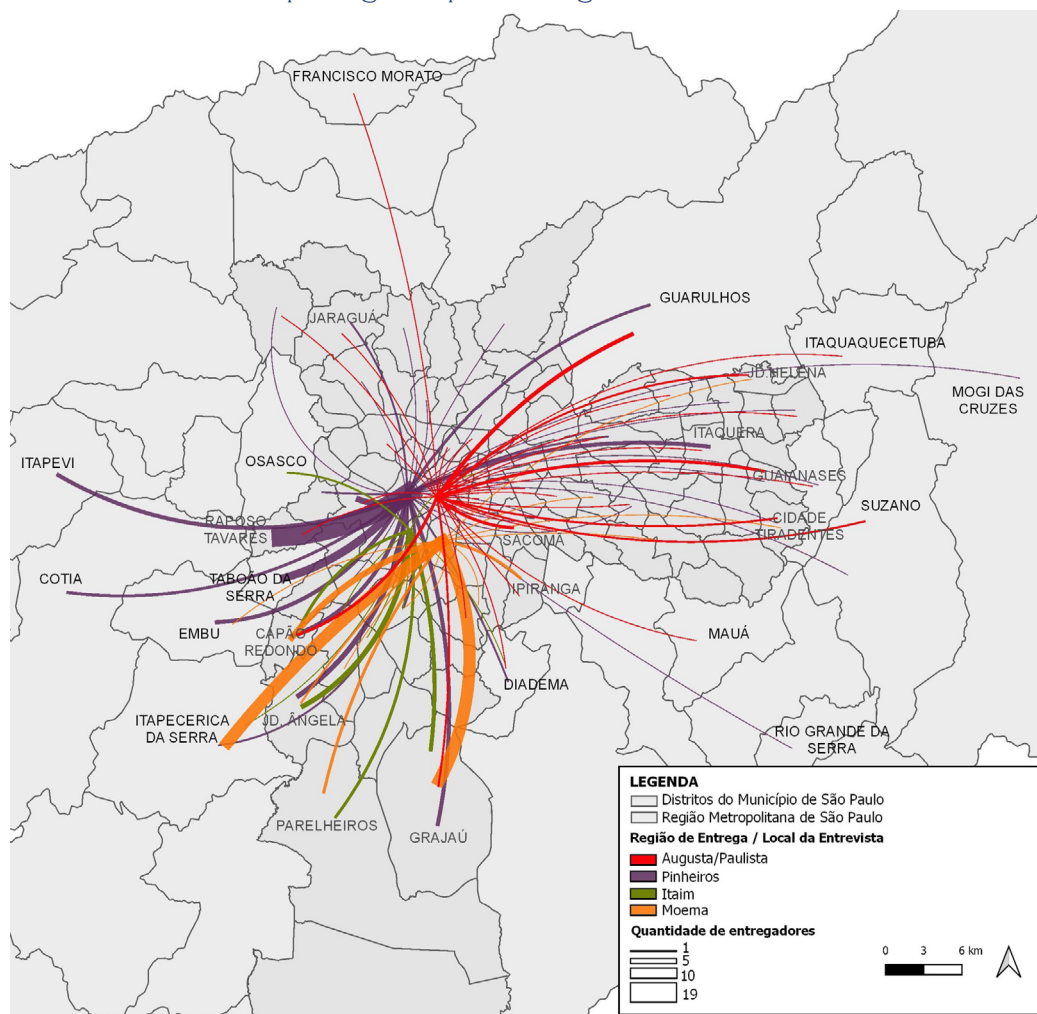 FRANCISCO MORATO
GUARULHOS
JARAGUÁ
ITAQUAQUECETUBA
JD.HELENA
MOGI DAS
CRUZES
ITAQUERA
OSASCO
ITAPEVI
GUAIANASES
SUZANO
RAPOSO
TAVARES
CIDADE
TIRADENTES
SACOMÃ
COTIA
TABOÃO DA
SERRA
IPIRANGA
EMBU
CAPÃO
REDONDO
MAUÁ
DIADEMA
ITAPECERICA
DA SERRA
JD. ÂNGELA
RIO GRANDE DA
SERRA
PARELHEIROS
GRAJAÚ
LEGENDA
Distritos do Município de São Paulo
Região Metropolitana de São Paulo
Região de Entrega / Local da Entrevista
Augusta/Paulista
Pinheiros
Itaim
Moema
Quantidade de entregadores
1
5
10
19
0 3 6 km